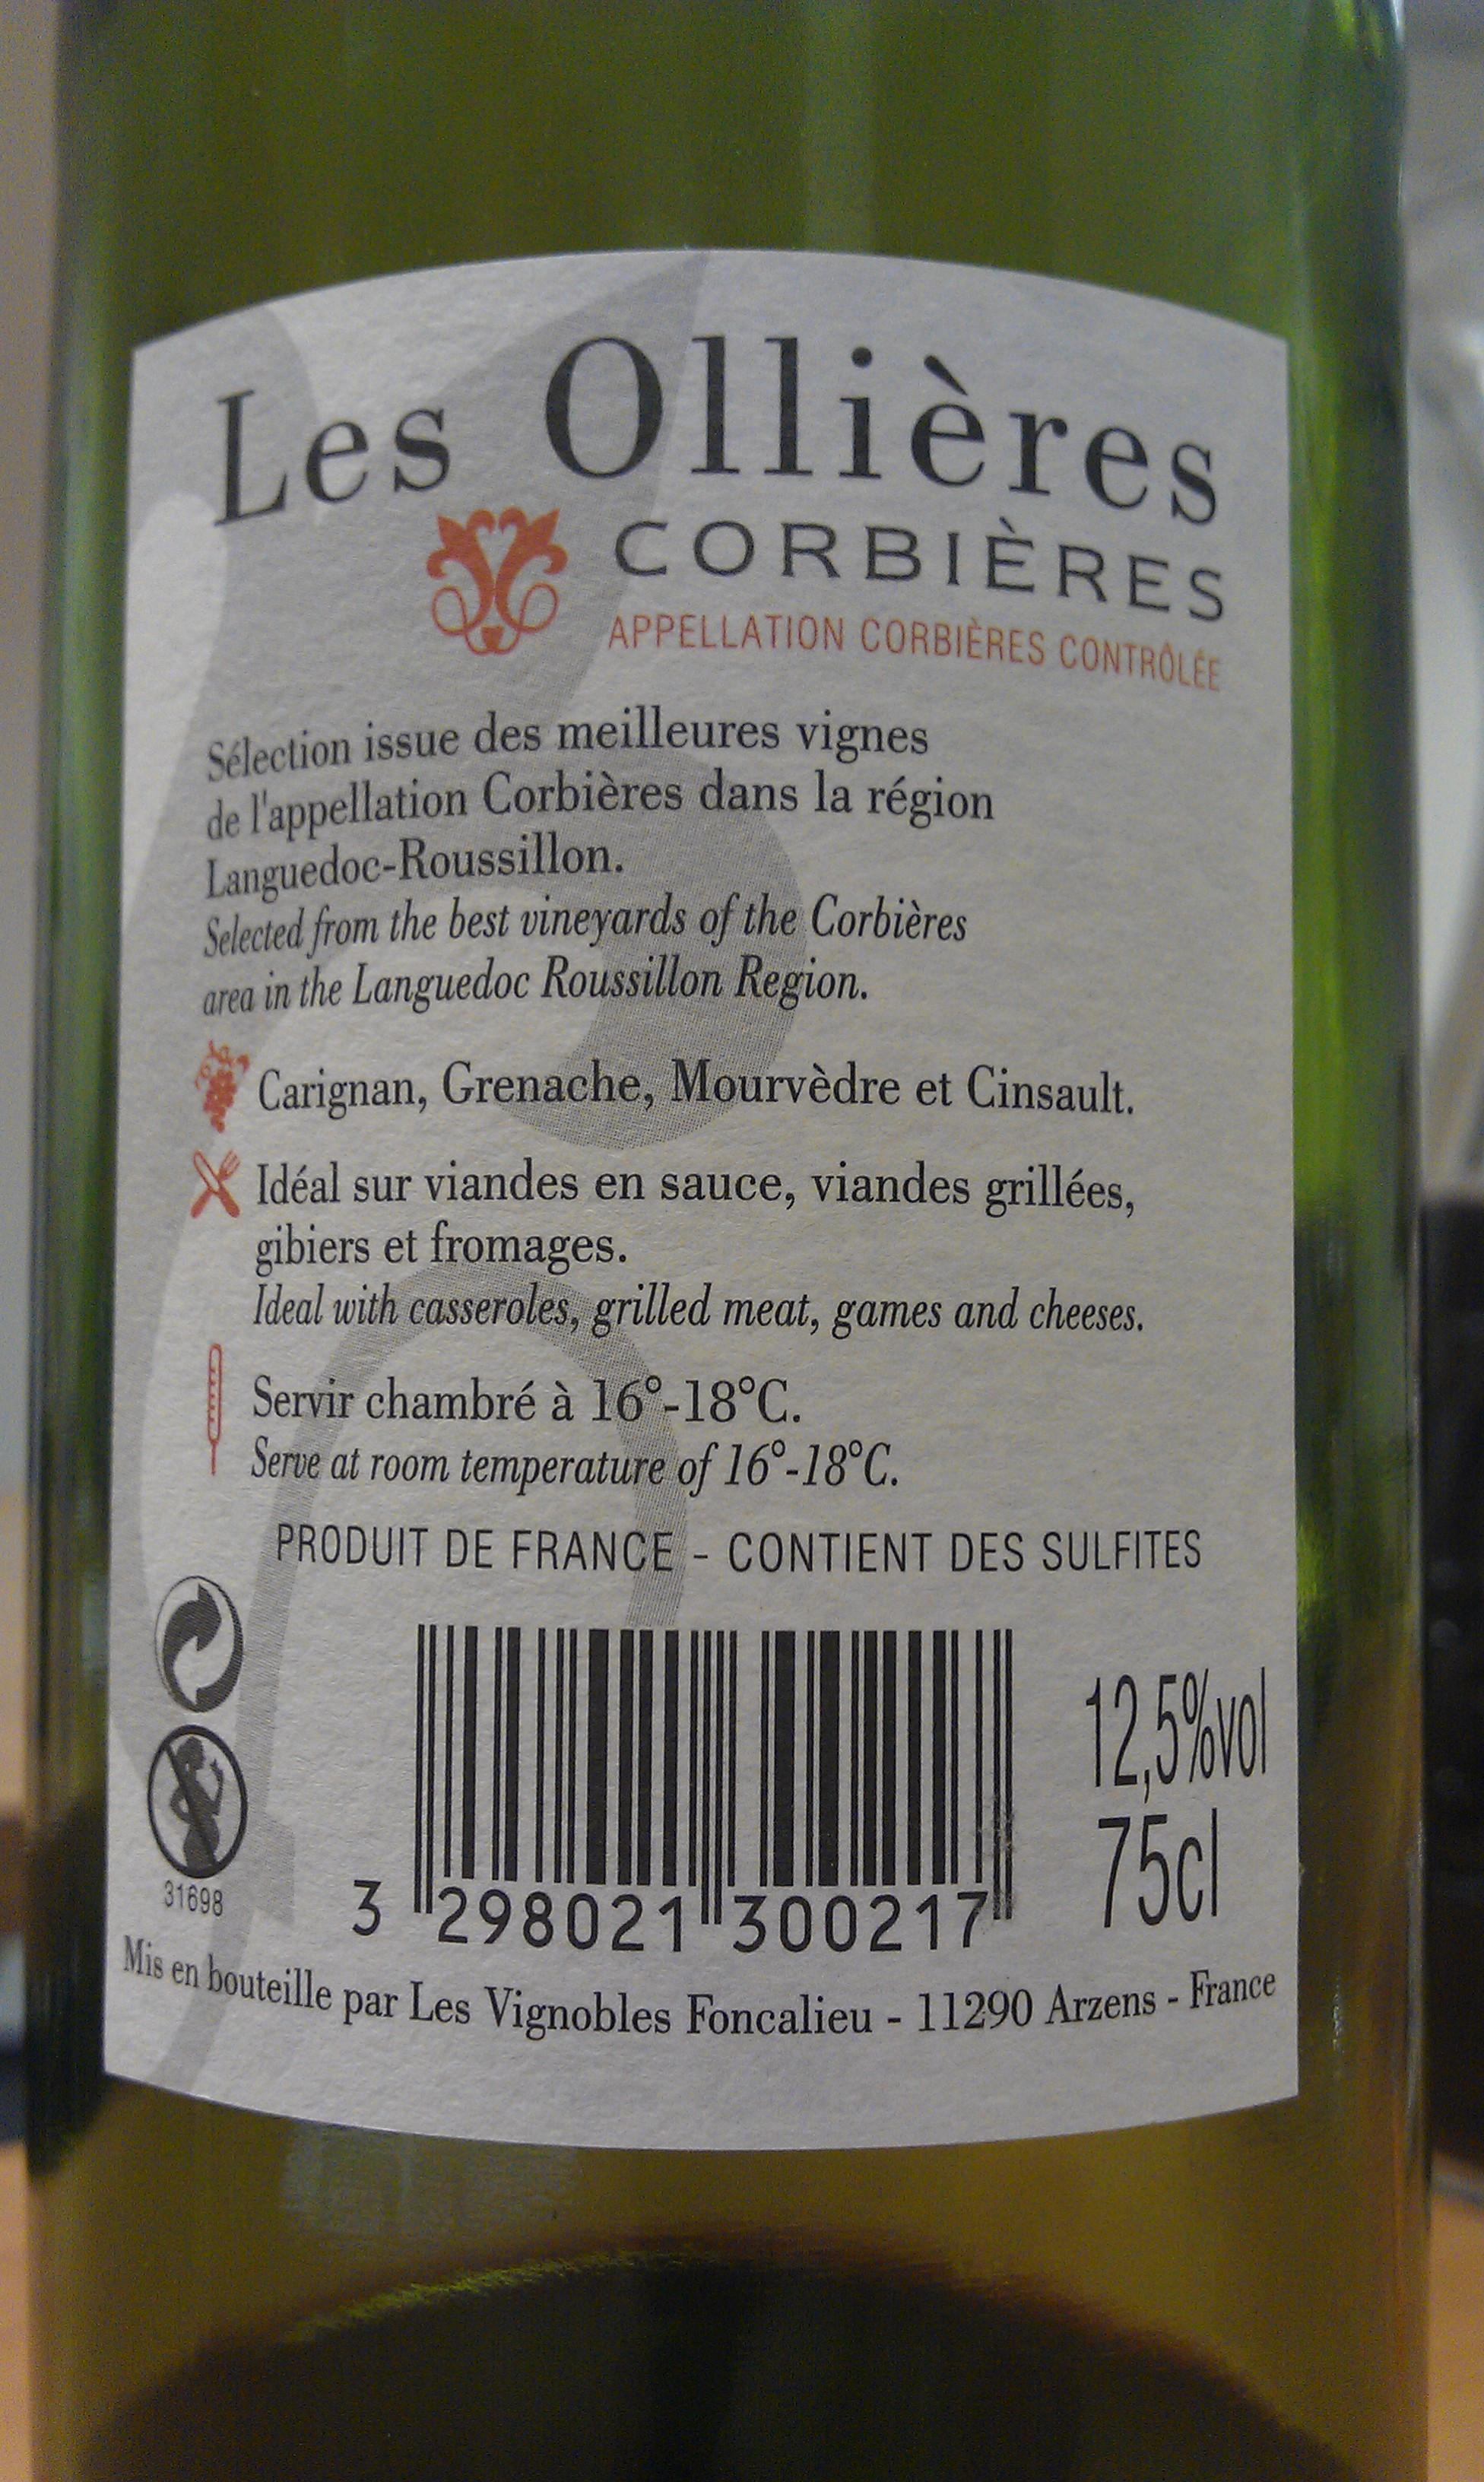 Les Ollières
CORBIÈRES
APPELLATION CORBIÈRES CONTRÔLÉE
Sélection issue des meilleures vignes
de l'appellation Corbières dans la région
Languedoc-Roussillon.
Selected from the best vineyards of the Corbières
area in the Languedoc Roussillon Region.
Carignan, Grenache, Mourvèdre et Cinsault.
Idéal sur viandes en sauce, viandes grillées,
gibiers et fromages.
Ideal with casseroles, grilled meat, games and cheeses.
Servir chambré à 16°-18°C.
Serve at room temperature of 16°-18°C.
PRODUIT DE FRANCE - CONTIENT DES SULFITES
12,5%vol
75cl
31698
3 298021 300217
Mis en bouteille par Les Vignobles Foncalieu - 11290 Arzens - France